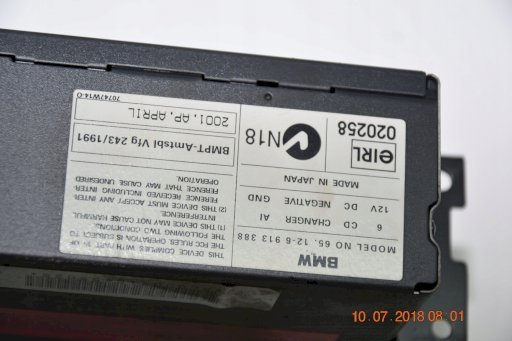 BMW
MODEL NO 65. 12-6 913 388
6 CD CHANGER AI
12V DC NEGATIVE GND
MADE IN JAPAN
eIRL
020258
N18
THIS DEVICE COMPLIES WITH PART
THE FCC RULES OPERATION IS SUBJECT TO
THE FOLLOWING TWO CONDITIONS.
(1) THIS DEVICE MAY NOT CAUSE HARMFUL
INTERFERENCE.
(2) THIS DEVICE MUST ACCEPT ANY INTER
FERENCE RECEIVED INCLUDING INTER
FERENCE THAT MAY CAUSE UNDESIRED
OPERATION.
BMPT-Amtsbl Vfg 243/1991
2001. AP. APRIL
70747W14-0
10.07.2018 08:01